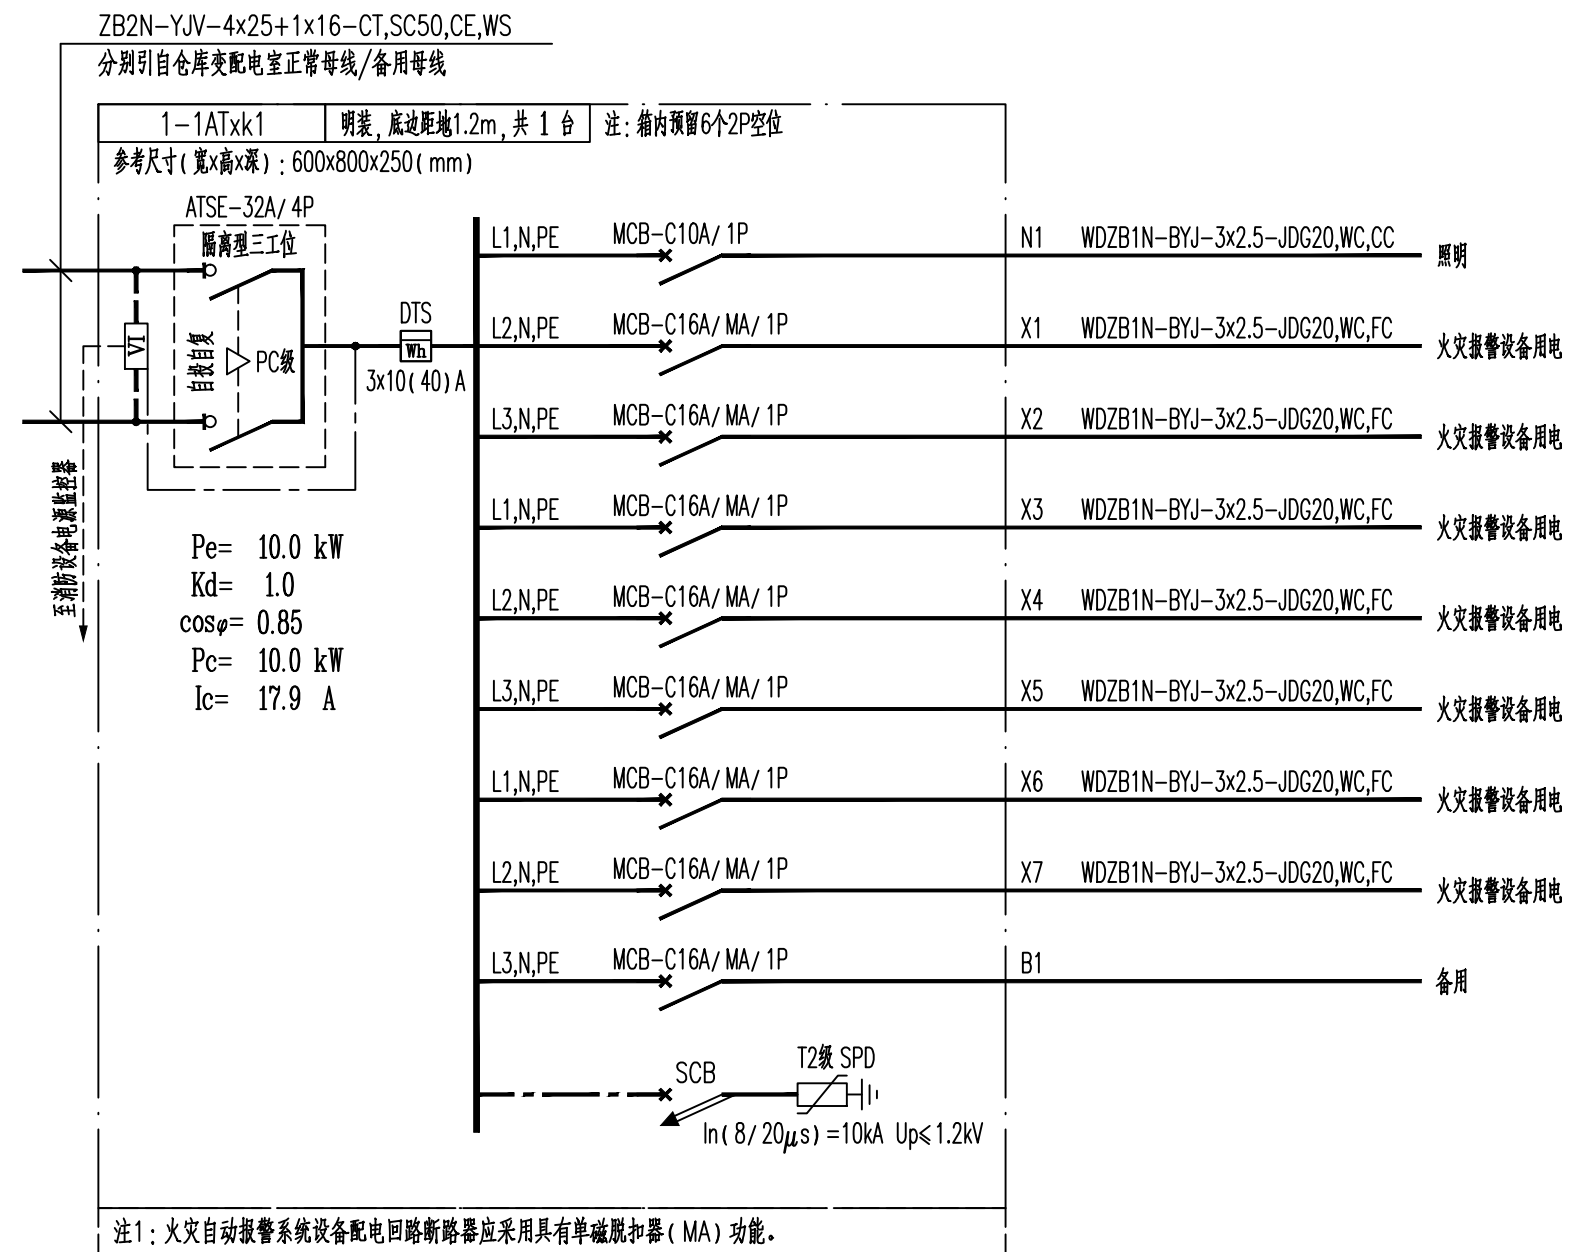 ZB2N-YJV-4x25+1x16-CT,SC50,CE,WS
分别引自仓库变配电室正常母线/备用母线
1-1ATxk1
明装,底边距地1.2m,共 1 台
注:箱内预留6个2P空位
参考尺寸(宽x高x深):600x800x250(mm)
ATSE-32A/4P
隔离型三工位
自投自复
PC级
VI
DTS
Wh
3x10(40)A
至消防设备电源监控器
Pe= 10.0 kW
Kd= 1.0
cosφ= 0.85
Pc= 10.0 kW
Ic= 17.9 A
L1,N,PE MCB-C10A/1P N1 WDZB1N-BYJ-3x2.5-JDG20,WC,CC 照明
L2,N,PE MCB-C16A/MA/1P X1 WDZB1N-BYJ-3x2.5-JDG20,WC,FC 火灾报警设备用电
L3,N,PE MCB-C16A/MA/1P X2 WDZB1N-BYJ-3x2.5-JDG20,WC,FC 火灾报警设备用电
L1,N,PE MCB-C16A/MA/1P X3 WDZB1N-BYJ-3x2.5-JDG20,WC,FC 火灾报警设备用电
L2,N,PE MCB-C16A/MA/1P X4 WDZB1N-BYJ-3x2.5-JDG20,WC,FC 火灾报警设备用电
L3,N,PE MCB-C16A/MA/1P X5 WDZB1N-BYJ-3x2.5-JDG20,WC,FC 火灾报警设备用电
L1,N,PE MCB-C16A/MA/1P X6 WDZB1N-BYJ-3x2.5-JDG20,WC,FC 火灾报警设备用电
L2,N,PE MCB-C16A/MA/1P X7 WDZB1N-BYJ-3x2.5-JDG20,WC,FC 火灾报警设备用电
L3,N,PE MCB-C16A/MA/1P B1 备用
SCB
T2级 SPD
In(8/20μs)=10kA Up≤1.2kV
注1:火灾自动报警系统设备配电回路断路器应采用具有单磁脱扣器(MA)功能。